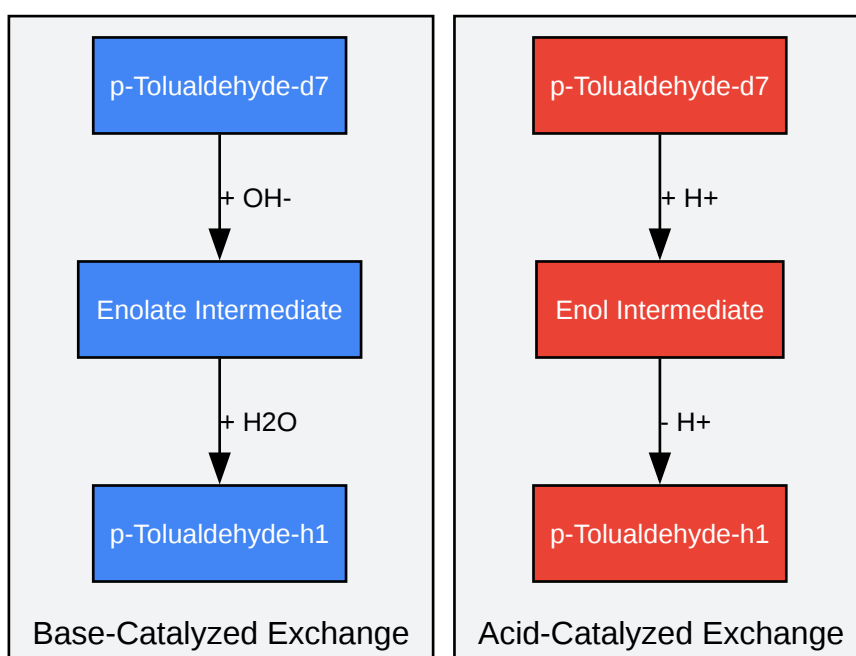 p-Tolualdehyde-d7
+ OH-
Enolate Intermediate
+ H2O
p-Tolualdehyde-h1
Base-Catalyzed Exchange
p-Tolualdehyde-d7
+ H+
Enol Intermediate
- H+
p-Tolualdehyde-h1
Acid-Catalyzed Exchange